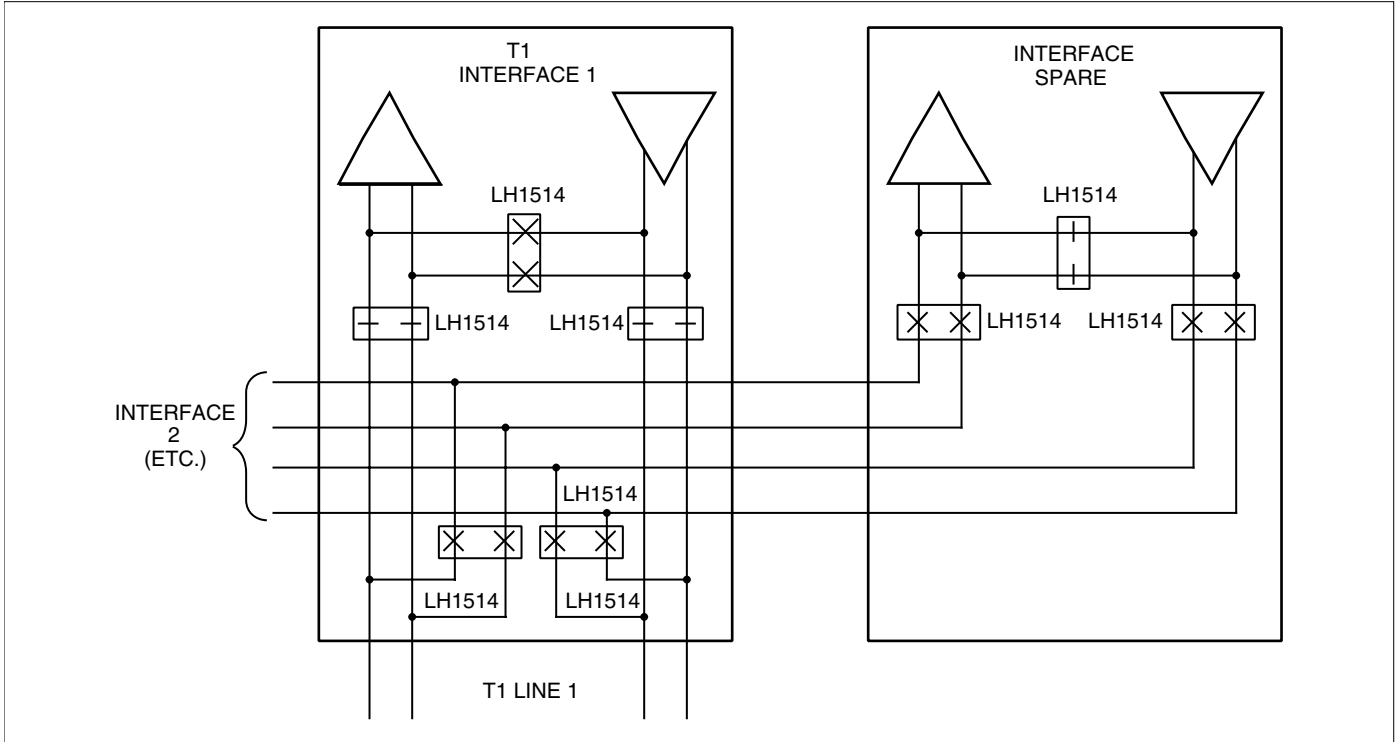 T1
INTERFACE 1
INTERFACE
SPARE
LH1514
LH1514
LH1514
LH1514
LH1514
LH1514
INTERFACE
2
(ETC.)
LH1514
LH1514
LH1514
T1 LINE 1